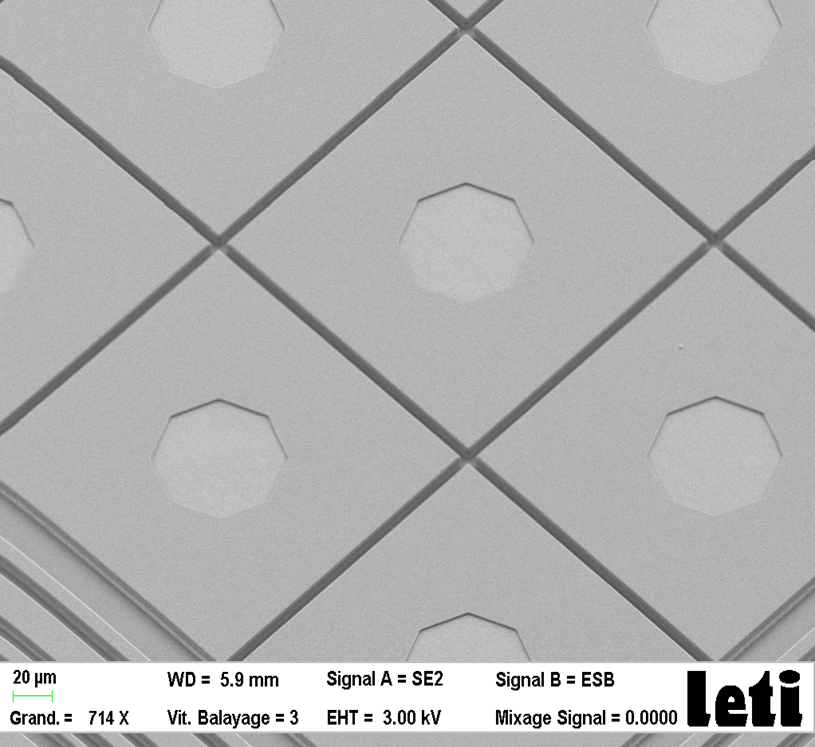 20 µm WD = 5.9 mm Signal A = SE2 Signal B = ESB
Grand. = 714 X Vit. Balayage = 3 EHT = 3.00 kV Mixage Signal = 0.0000
leti